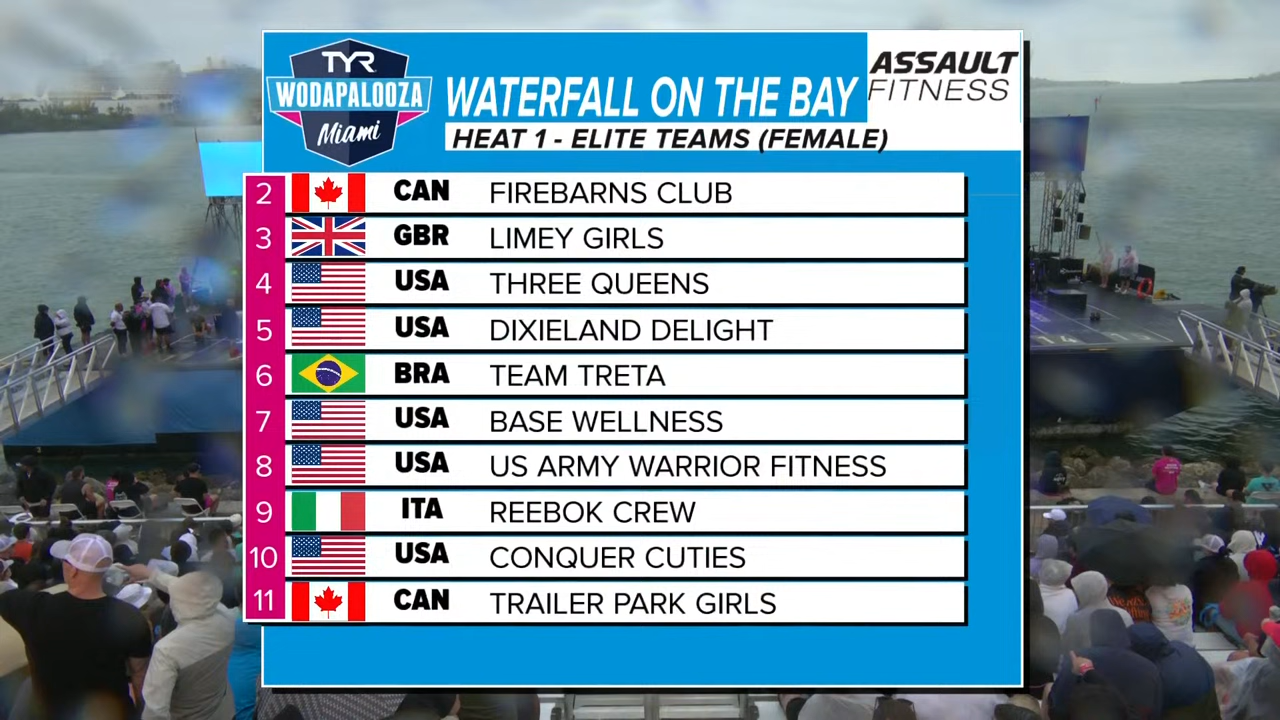 TYR
WODAPALOOZA
Miami
WATERFALL ON THE BAY
ASSAULT
FITNESS
HEAT 1 - ELITE TEAMS (FEMALE)
2 CAN FIREBARNS CLUB
3 GBR LIMEY GIRLS
4 USA THREE QUEENS
5 USA DIXIELAND DELIGHT
6 BRA TEAM TRETA
7 USA BASE WELLNESS
8 USA US ARMY WARRIOR FITNESS
9 ITA REEBOK CREW
10 USA CONQUER CUTIES
11 CAN TRAILER PARK GIRLS